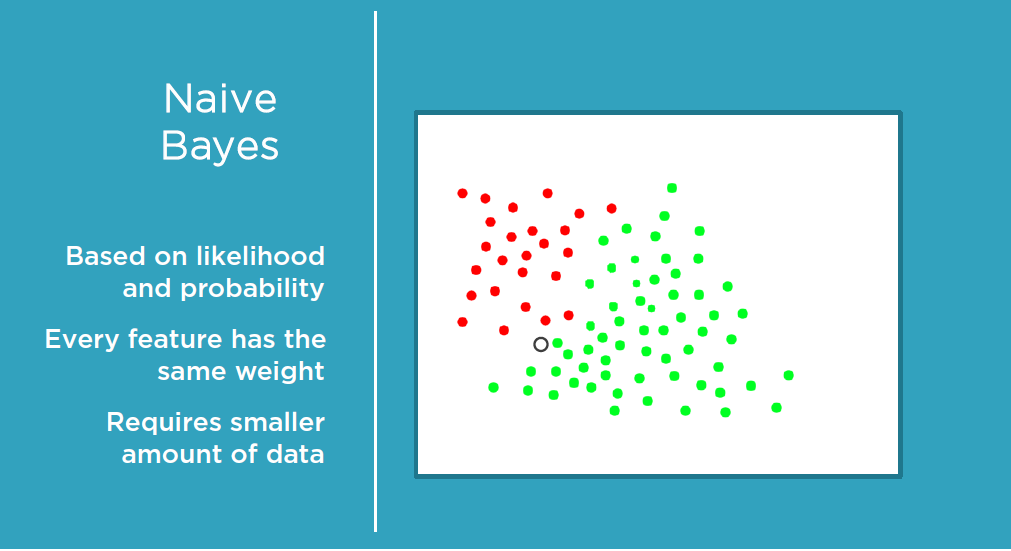 Naive
Bayes
Based on likelihood
and probability
Every feature has the
same weight
Requires smaller
amount of data